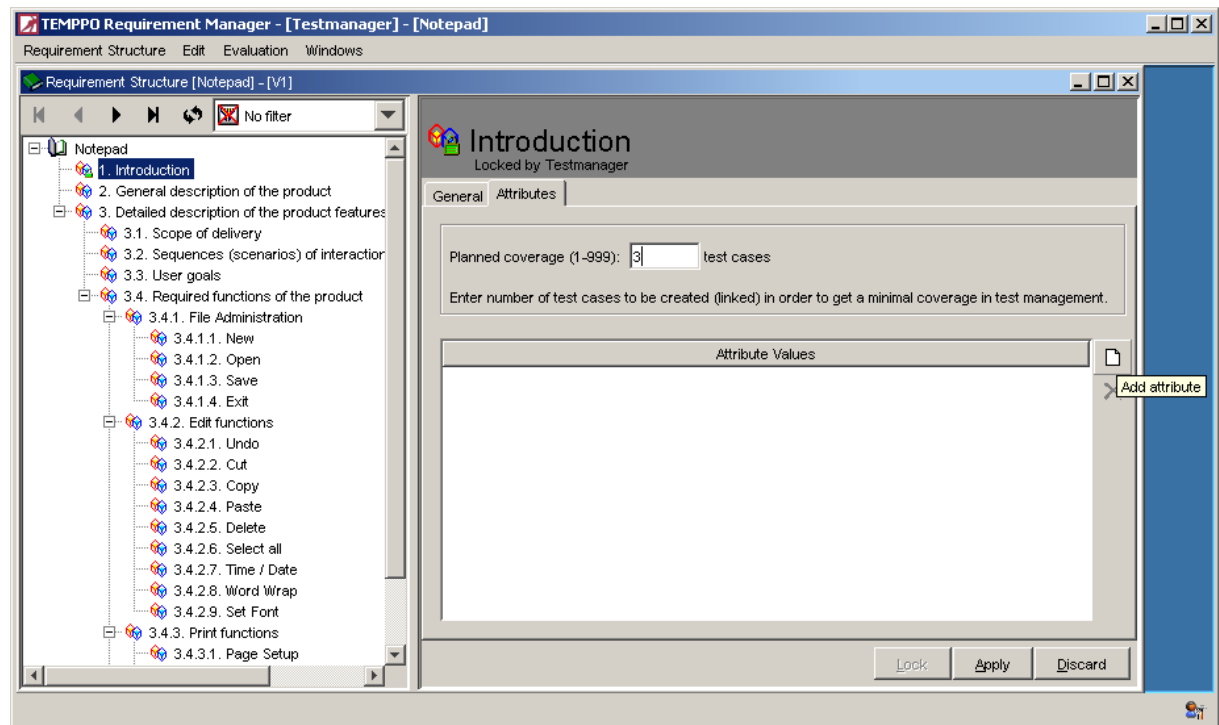 TEMPPO Requirement Manager - [Testmanager] - [Notepad]
Requirement Structure Edit Evaluation Windows
Requirement Structure [Notepad] - [V1]
No filter
Notepad
1. Introduction
2. General description of the product
3. Detailed description of the product features
3.1. Scope of delivery
3.2. Sequences (scenarios) of interaction
3.3. User goals
3.4. Required functions of the product
3.4.1. File Administration
3.4.1.1. New
3.4.1.2. Open
3.4.1.3. Save
3.4.1.4. Exit
3.4.2. Edit functions
3.4.2.1. Undo
3.4.2.2. Cut
3.4.2.3. Copy
3.4.2.4. Paste
3.4.2.5. Delete
3.4.2.6. Select all
3.4.2.7. Time / Date
3.4.2.8. Word Wrap
3.4.2.9. Set Font
3.4.3. Print functions
3.4.3.1. Page Setup
Introduction
Locked by Testmanager
General Attributes
Planned coverage (1-999): 3 test cases
Enter number of test cases to be created (linked) in order to get a minimal coverage in test management.
Attribute Values
Add attribute
Lock Apply Discard